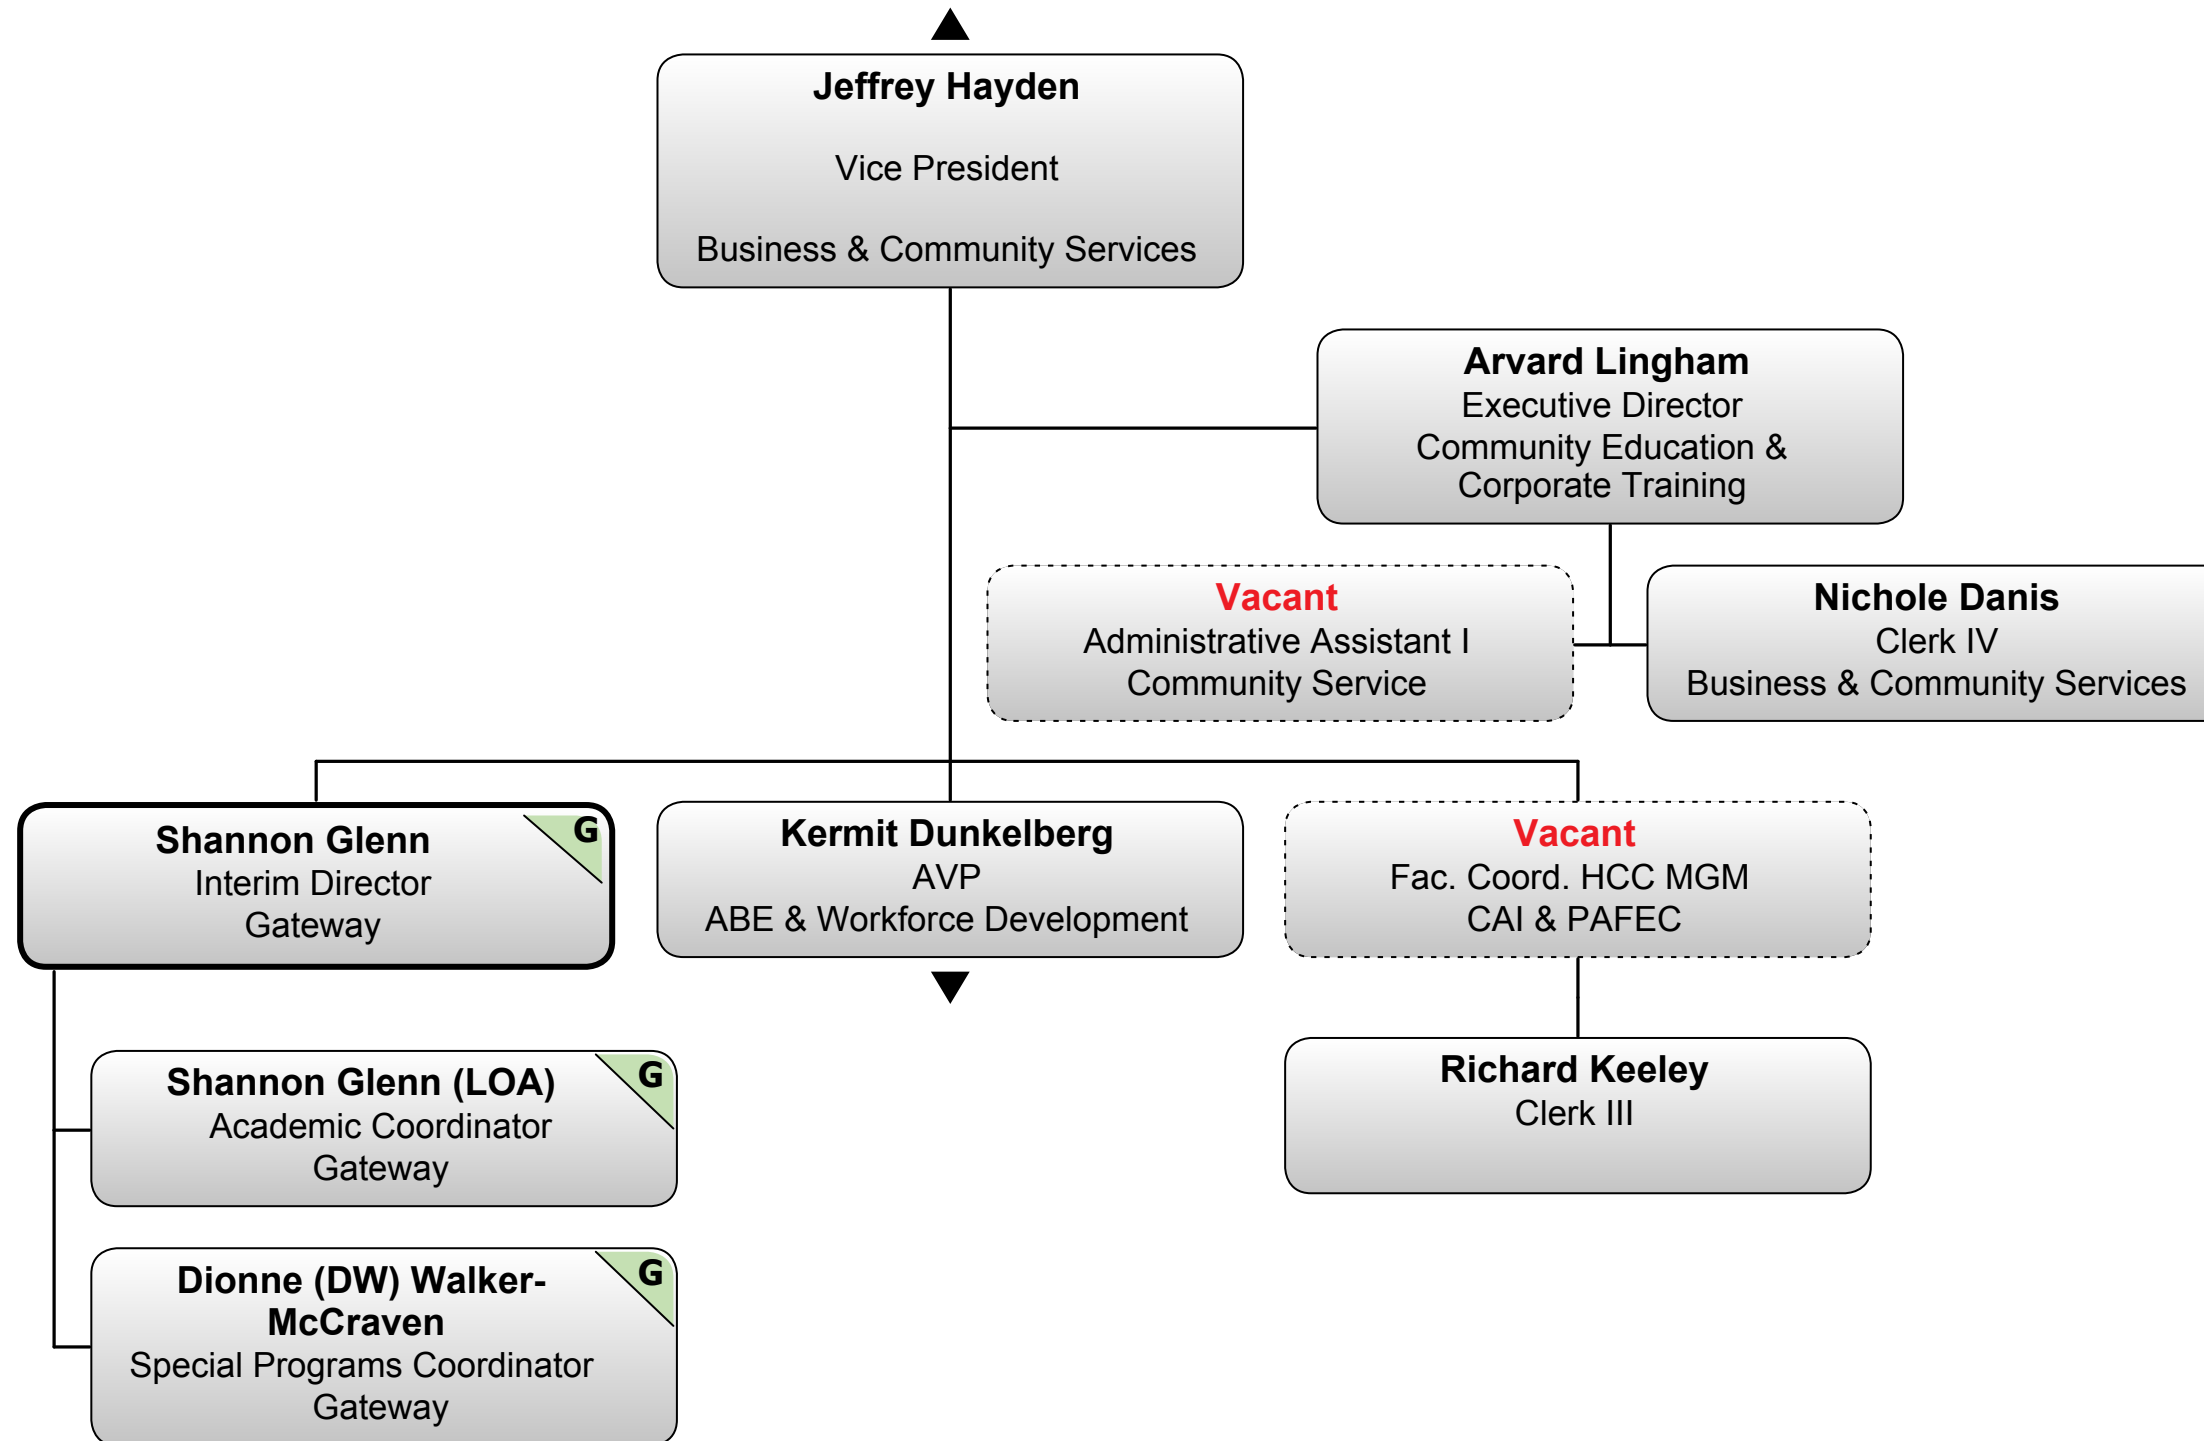 Jeffrey Hayden
Vice President
Business & Community Services
Arvard Lingham
Executive Director
Community Education &
Corporate Training
Vacant
Administrative Assistant I
Community Service
Nichole Danis
Clerk IV
Business & Community Services
Shannon Glenn
G
Interim Director
Gateway
Kermit Dunkelberg
AVP
ABE & Workforce Development
Vacant
Fac. Coord. HCC MGM
CAI & PAFEC
Shannon Glenn (LOA)
G
Academic Coordinator
Gateway
Richard Keeley
Clerk III
Dionne (DW) Walker-
G
McCraven
Special Programs Coordinator
Gateway